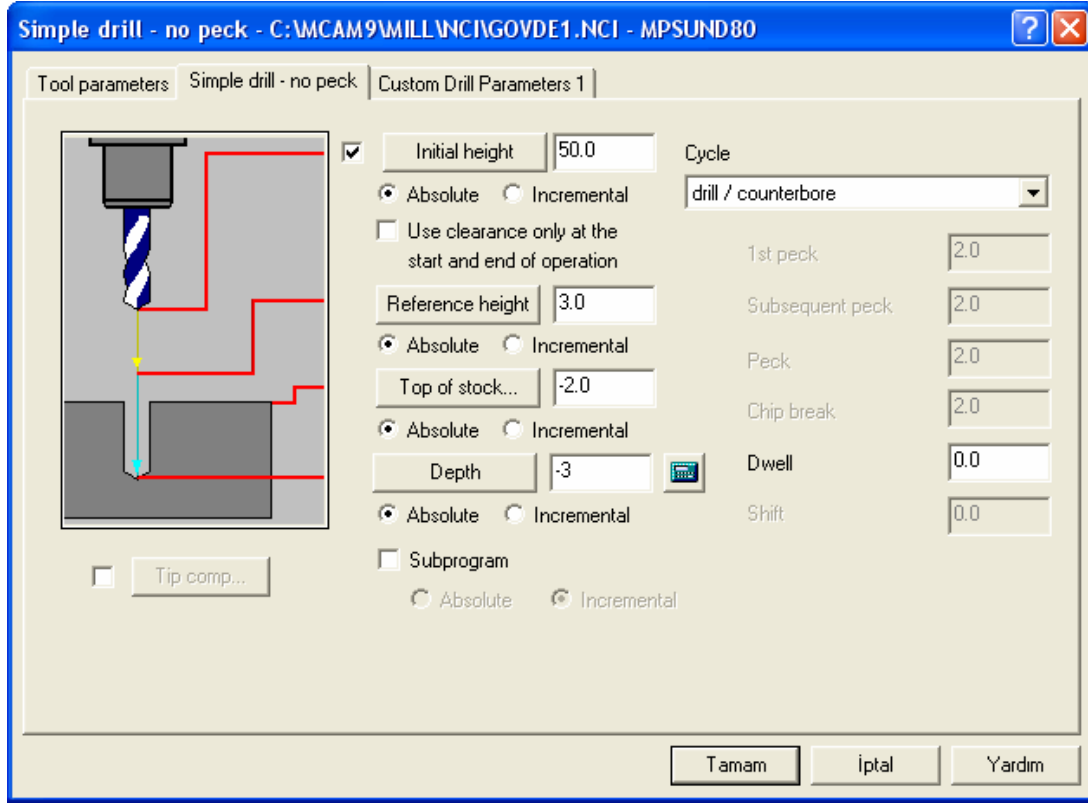 Simple drill - no peck - C:\MCAM9\MILL\NCI\GOVDE1.NCI - MPSUND80
Tool parameters Simple drill - no peck Custom Drill Parameters 1
Initial height 50.0
Absolute Incremental
Use clearance only at the
start and end of operation
Reference height 3.0
Absolute Incremental
Top of stock... -2.0
Absolute Incremental
Depth -3
Absolute Incremental
Subprogram
Absolute Incremental
Tip comp...
Cycle
drill / counterbore
1st peck 2.0
Subsequent peck 2.0
Peck 2.0
Chip break 2.0
Dwell 0.0
Shift 0.0
Tamam İptal Yardım